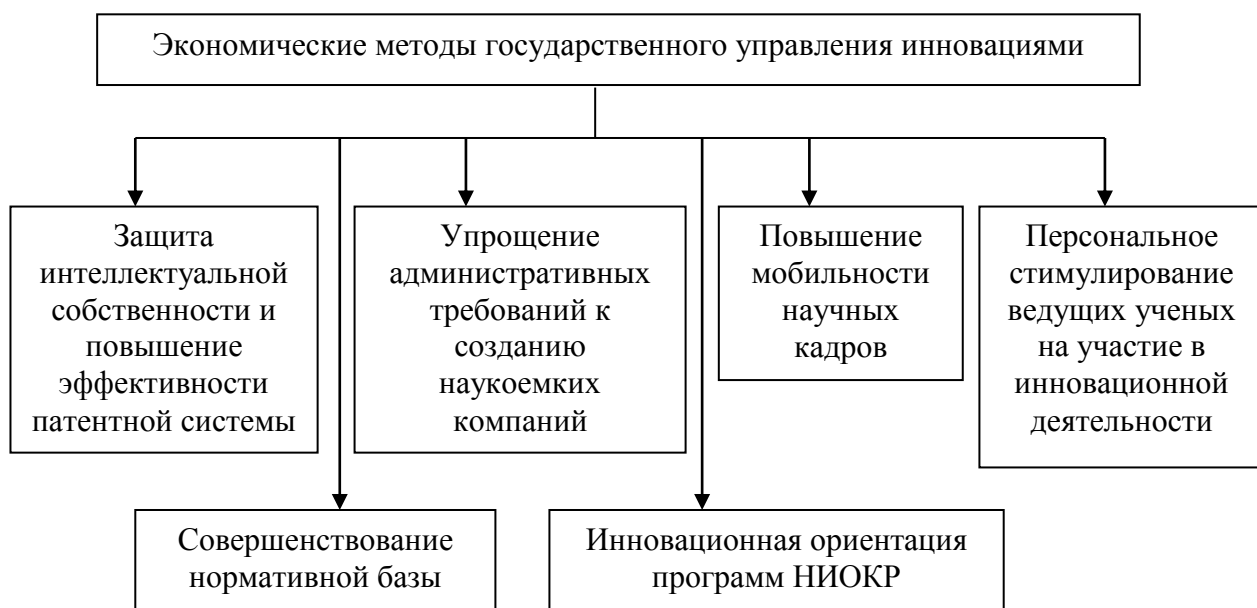 Экономические методы государственного управления инновациями
Защита
интеллектуальной
собственности и
повышение
эффективности
патентной системы
Упрощение
административных
требований к
созданию
наукоемких
компаний
Повышение
мобильности
научных
кадров
Персональное
стимулирование
ведущих ученых
на участие в
инновационной
деятельности
Совершенствование
нормативной базы
Инновационная ориентация
программ НИОКР